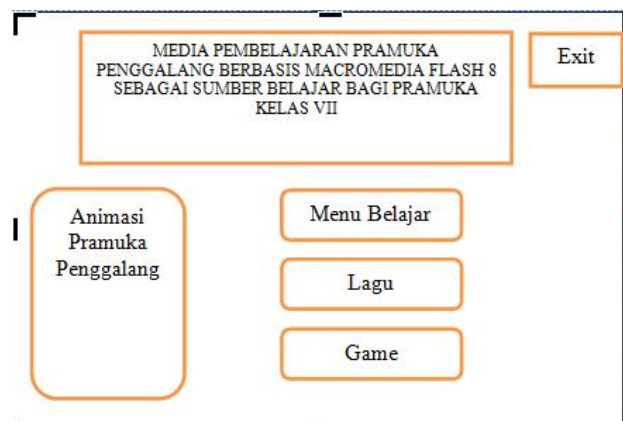 MEDIA PEMBELAJARAN PRAMUKA
PENGGALANG BERBASIS MACROMEDIA FLASH 8
SEBAGAI SUMBER BELAJAR BAGI PRAMUKA
KELAS VII
Exit
Animasi
Pramuka
Penggalang
Menu Belajar
Lagu
Game